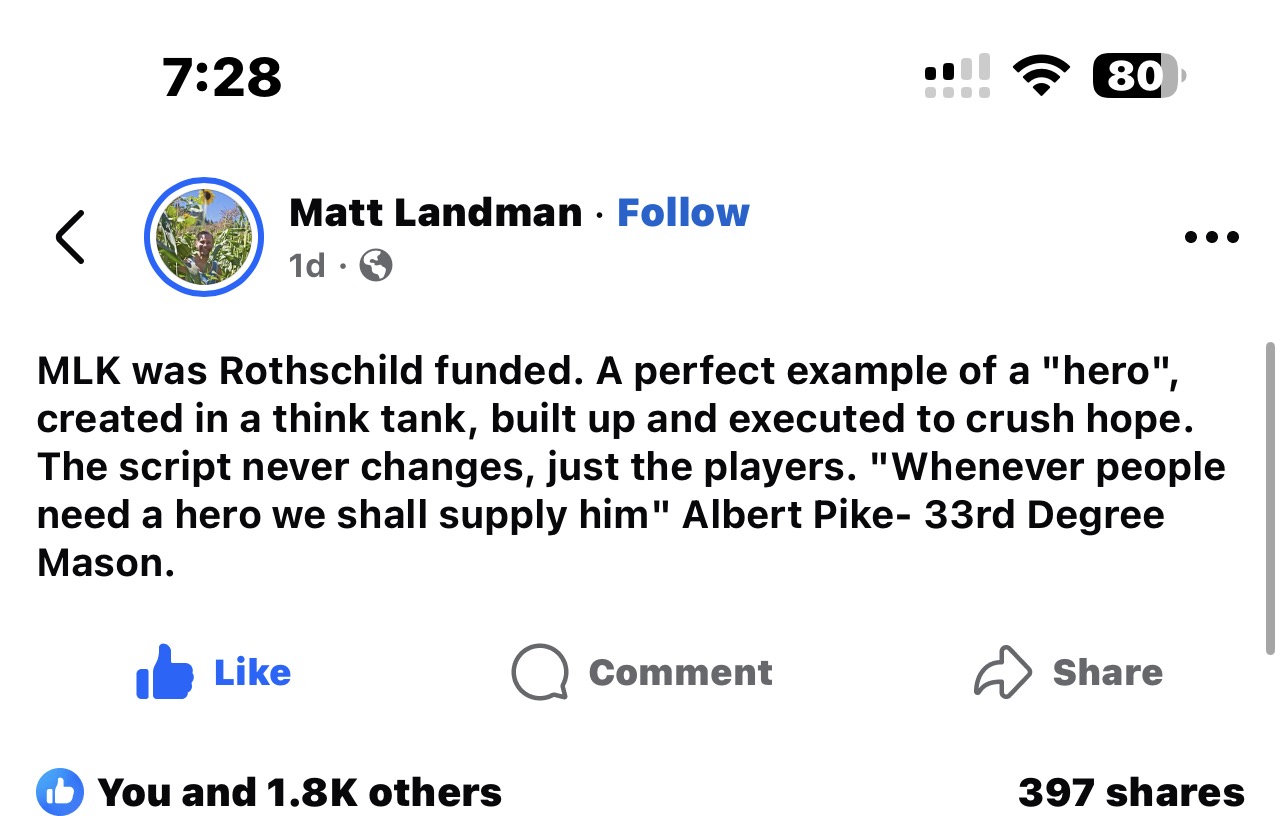 7:28
80
Matt Landman · Follow
1d ·
MLK was Rothschild funded. A perfect example of a "hero",
created in a think tank, built up and executed to crush hope.
The script never changes, just the players. "Whenever people
need a hero we shall supply him" Albert Pike- 33rd Degree
Mason.
Like Comment Share
You and 1.8K others 397 shares